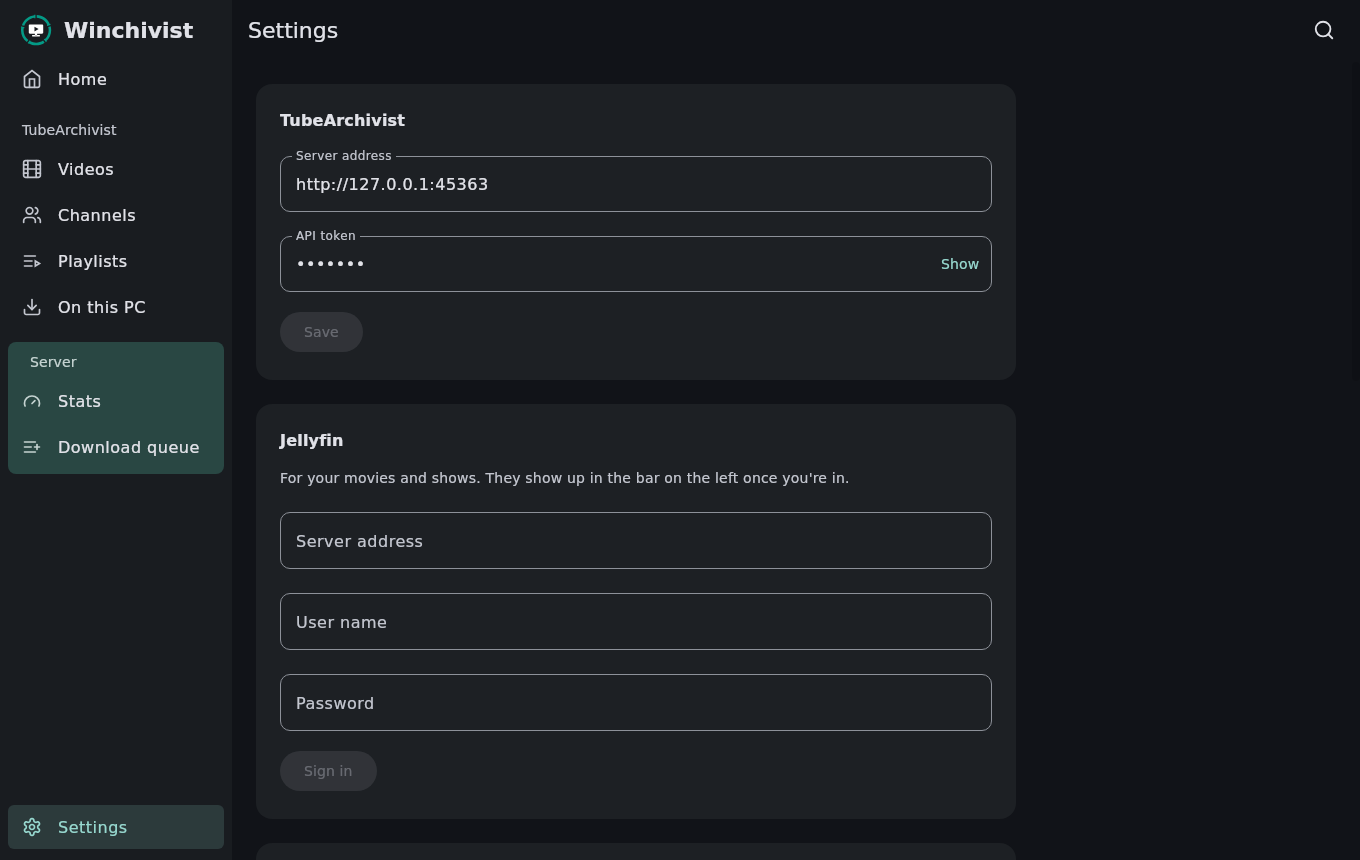 Winchivist
Settings
Home
TubeArchivist
Videos
Channels
Playlists
On this PC
Server
Stats
Download queue
Settings
TubeArchivist
Server address
http://127.0.0.1:45363
API token
•••••••
Show
Save
Jellyfin
For your movies and shows. They show up in the bar on the left once you're in.
Server address
User name
Password
Sign in